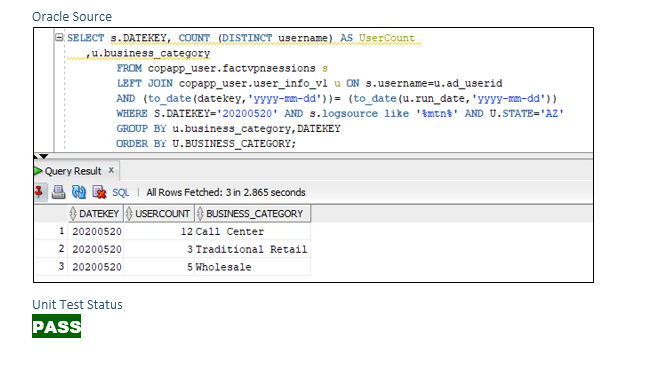 Oracle Source
SELECT s.DATEKEY, COUNT (DISTINCT username) AS UserCount
,u.business_category
FROM copapp_user.factvpnsessions s
LEFT JOIN copapp_user.user_info_v1 u ON s.username=u.ad_userid
AND (to_date(datekey,'yyyy-mm-dd'))= (to_date(u.run_date,'yyyy-mm-dd'))
WHERE S.DATEKEY='20200520' AND s.logsource like '%mtn%' AND U.STATE='AZ'
GROUP BY u.business_category,DATEKEY
ORDER BY U.BUSINESS_CATEGORY;
Query Result x
SQL | All Rows Fetched: 3 in 2.865 seconds
DATEKEY USERCOUNT BUSINESS_CATEGORY
1 20200520 12 Call Center
2 20200520 3 Traditional Retail
3 20200520 5 Wholesale
Unit Test Status
PASS